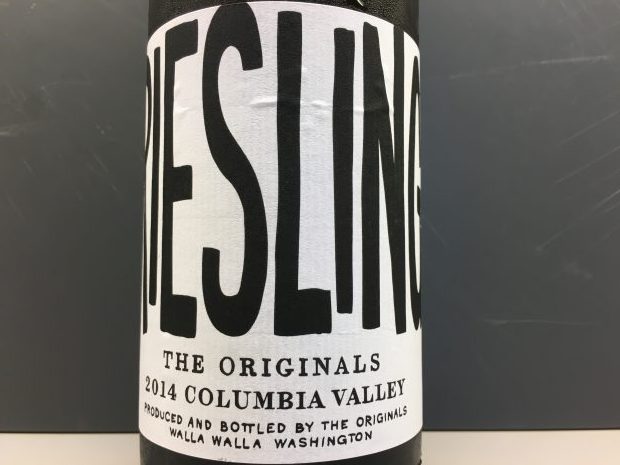 RIESLING
THE ORIGINALS
2014 COLUMBIA VALLEY
PRODUCED AND BOTTLED BY THE ORIGINALS
WALLA WALLA WASHINGTON